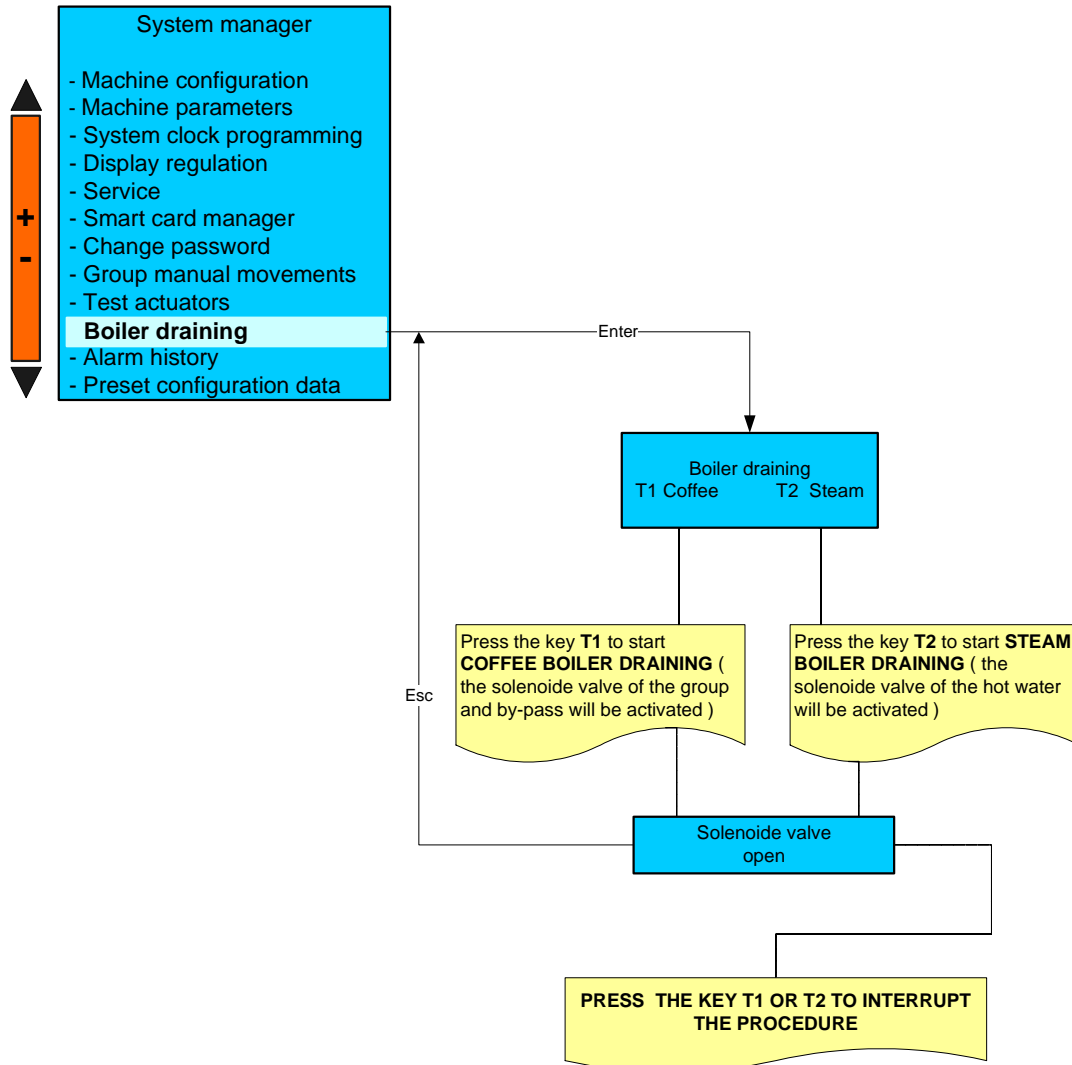 System manager
- Machine configuration
- Machine parameters
- System clock programming
- Display regulation
- Service
- Smart card manager
- Change password
- Group manual movements
- Test actuators
Boiler draining
- Alarm history
- Preset configuration data
+
-
Enter
Boiler draining
T1 Coffee T2 Steam
Press the key T1 to start
COFFEE BOILER DRAINING (
the solenoide valve of the group
and by-pass will be activated )
Press the key T2 to start STEAM
BOILER DRAINING ( the
solenoide valve of the hot water
will be activated )
Esc
Solenoide valve
open
PRESS THE KEY T1 OR T2 TO INTERRUPT
THE PROCEDURE